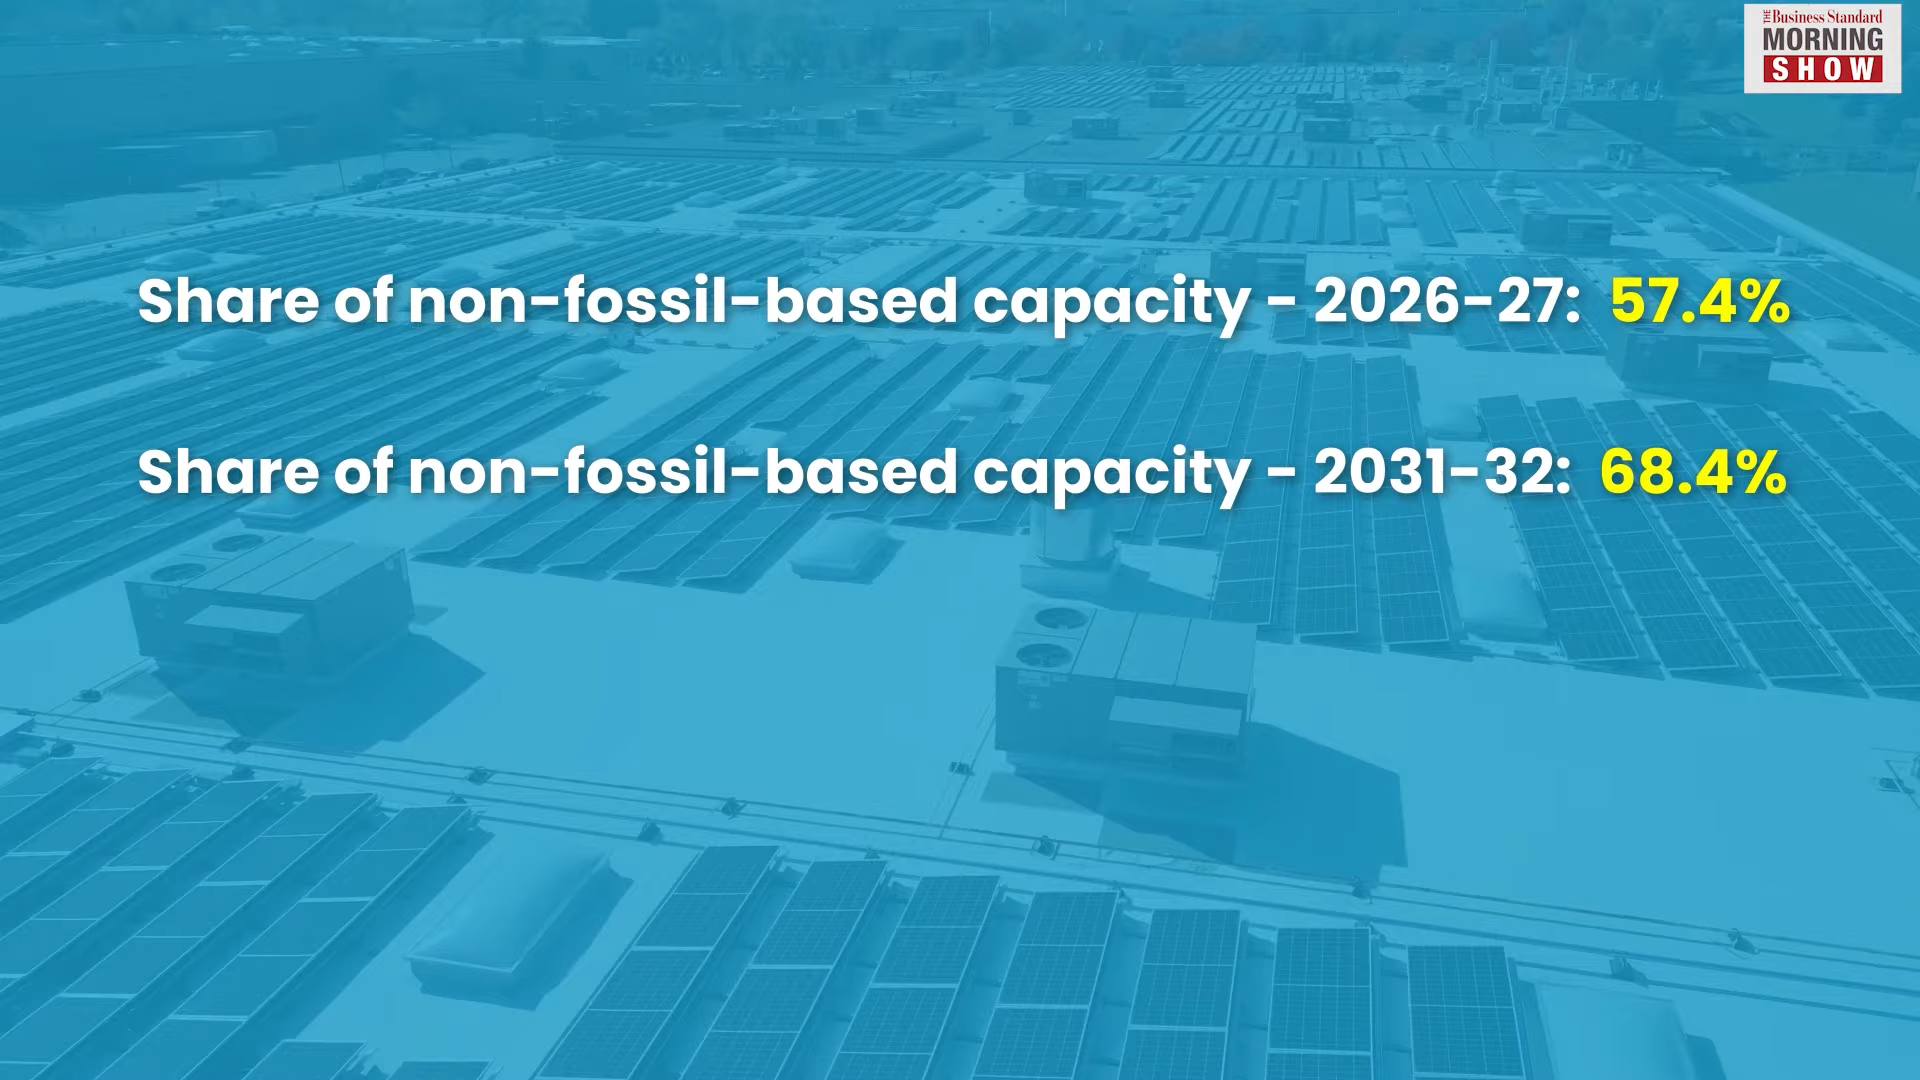 THE Business Standard
MORNING
SHOW
Share of non-fossil-based capacity - 2026-27: 57.4%
Share of non-fossil-based capacity - 2031-32: 68.4%